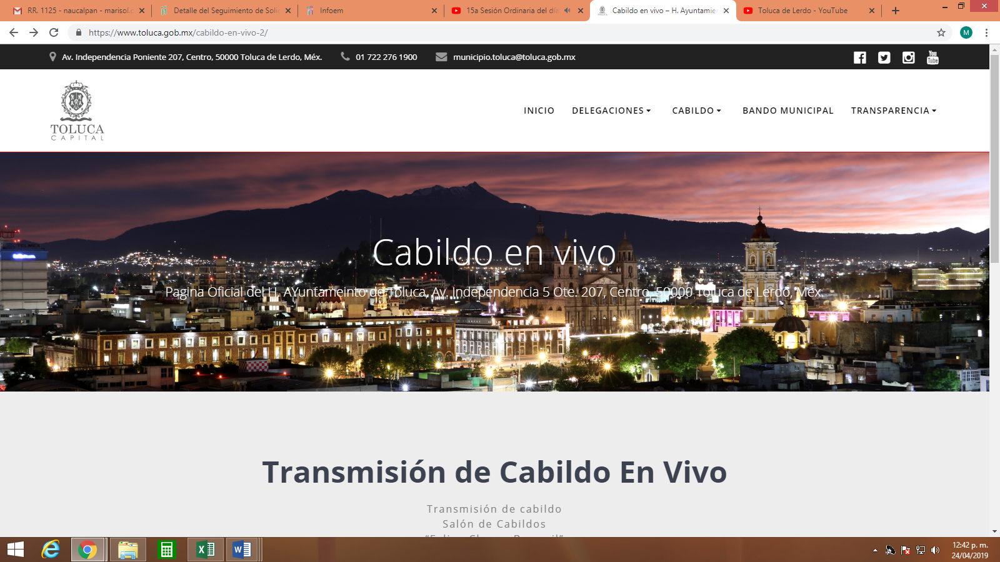 RR. 1125 - naucalpan - marisol.c
Detalle del Seguimiento de Solic
Infoem
15a Sesión Ordinaria del día
Cabildo en vivo – H. Ayuntamie
Toluca de Lerdo - YouTube
https://www.toluca.gob.mx/cabildo-en-vivo-2/
M
Av. Independencia Poniente 207, Centro, 50000 Toluca de Lerdo, Méx.
01 722 276 1900
municipio.toluca@toluca.gob.mx
You
Tube
TOLUCA
CAPITAL
INICIO
DELEGACIONES
CABILDO
BANDO MUNICIPAL
TRANSPARENCIA
Cabildo en vivo
Pagina Oficial del H. AYuntameinto de Toluca, Av. Independencia 5 Ote. 207, Centro, 50000 Toluca de Lerdo, Méx.
Transmisión de Cabildo En Vivo
Transmisión de cabildo
Salón de Cabildos
12:42 p. m.
24/04/2019